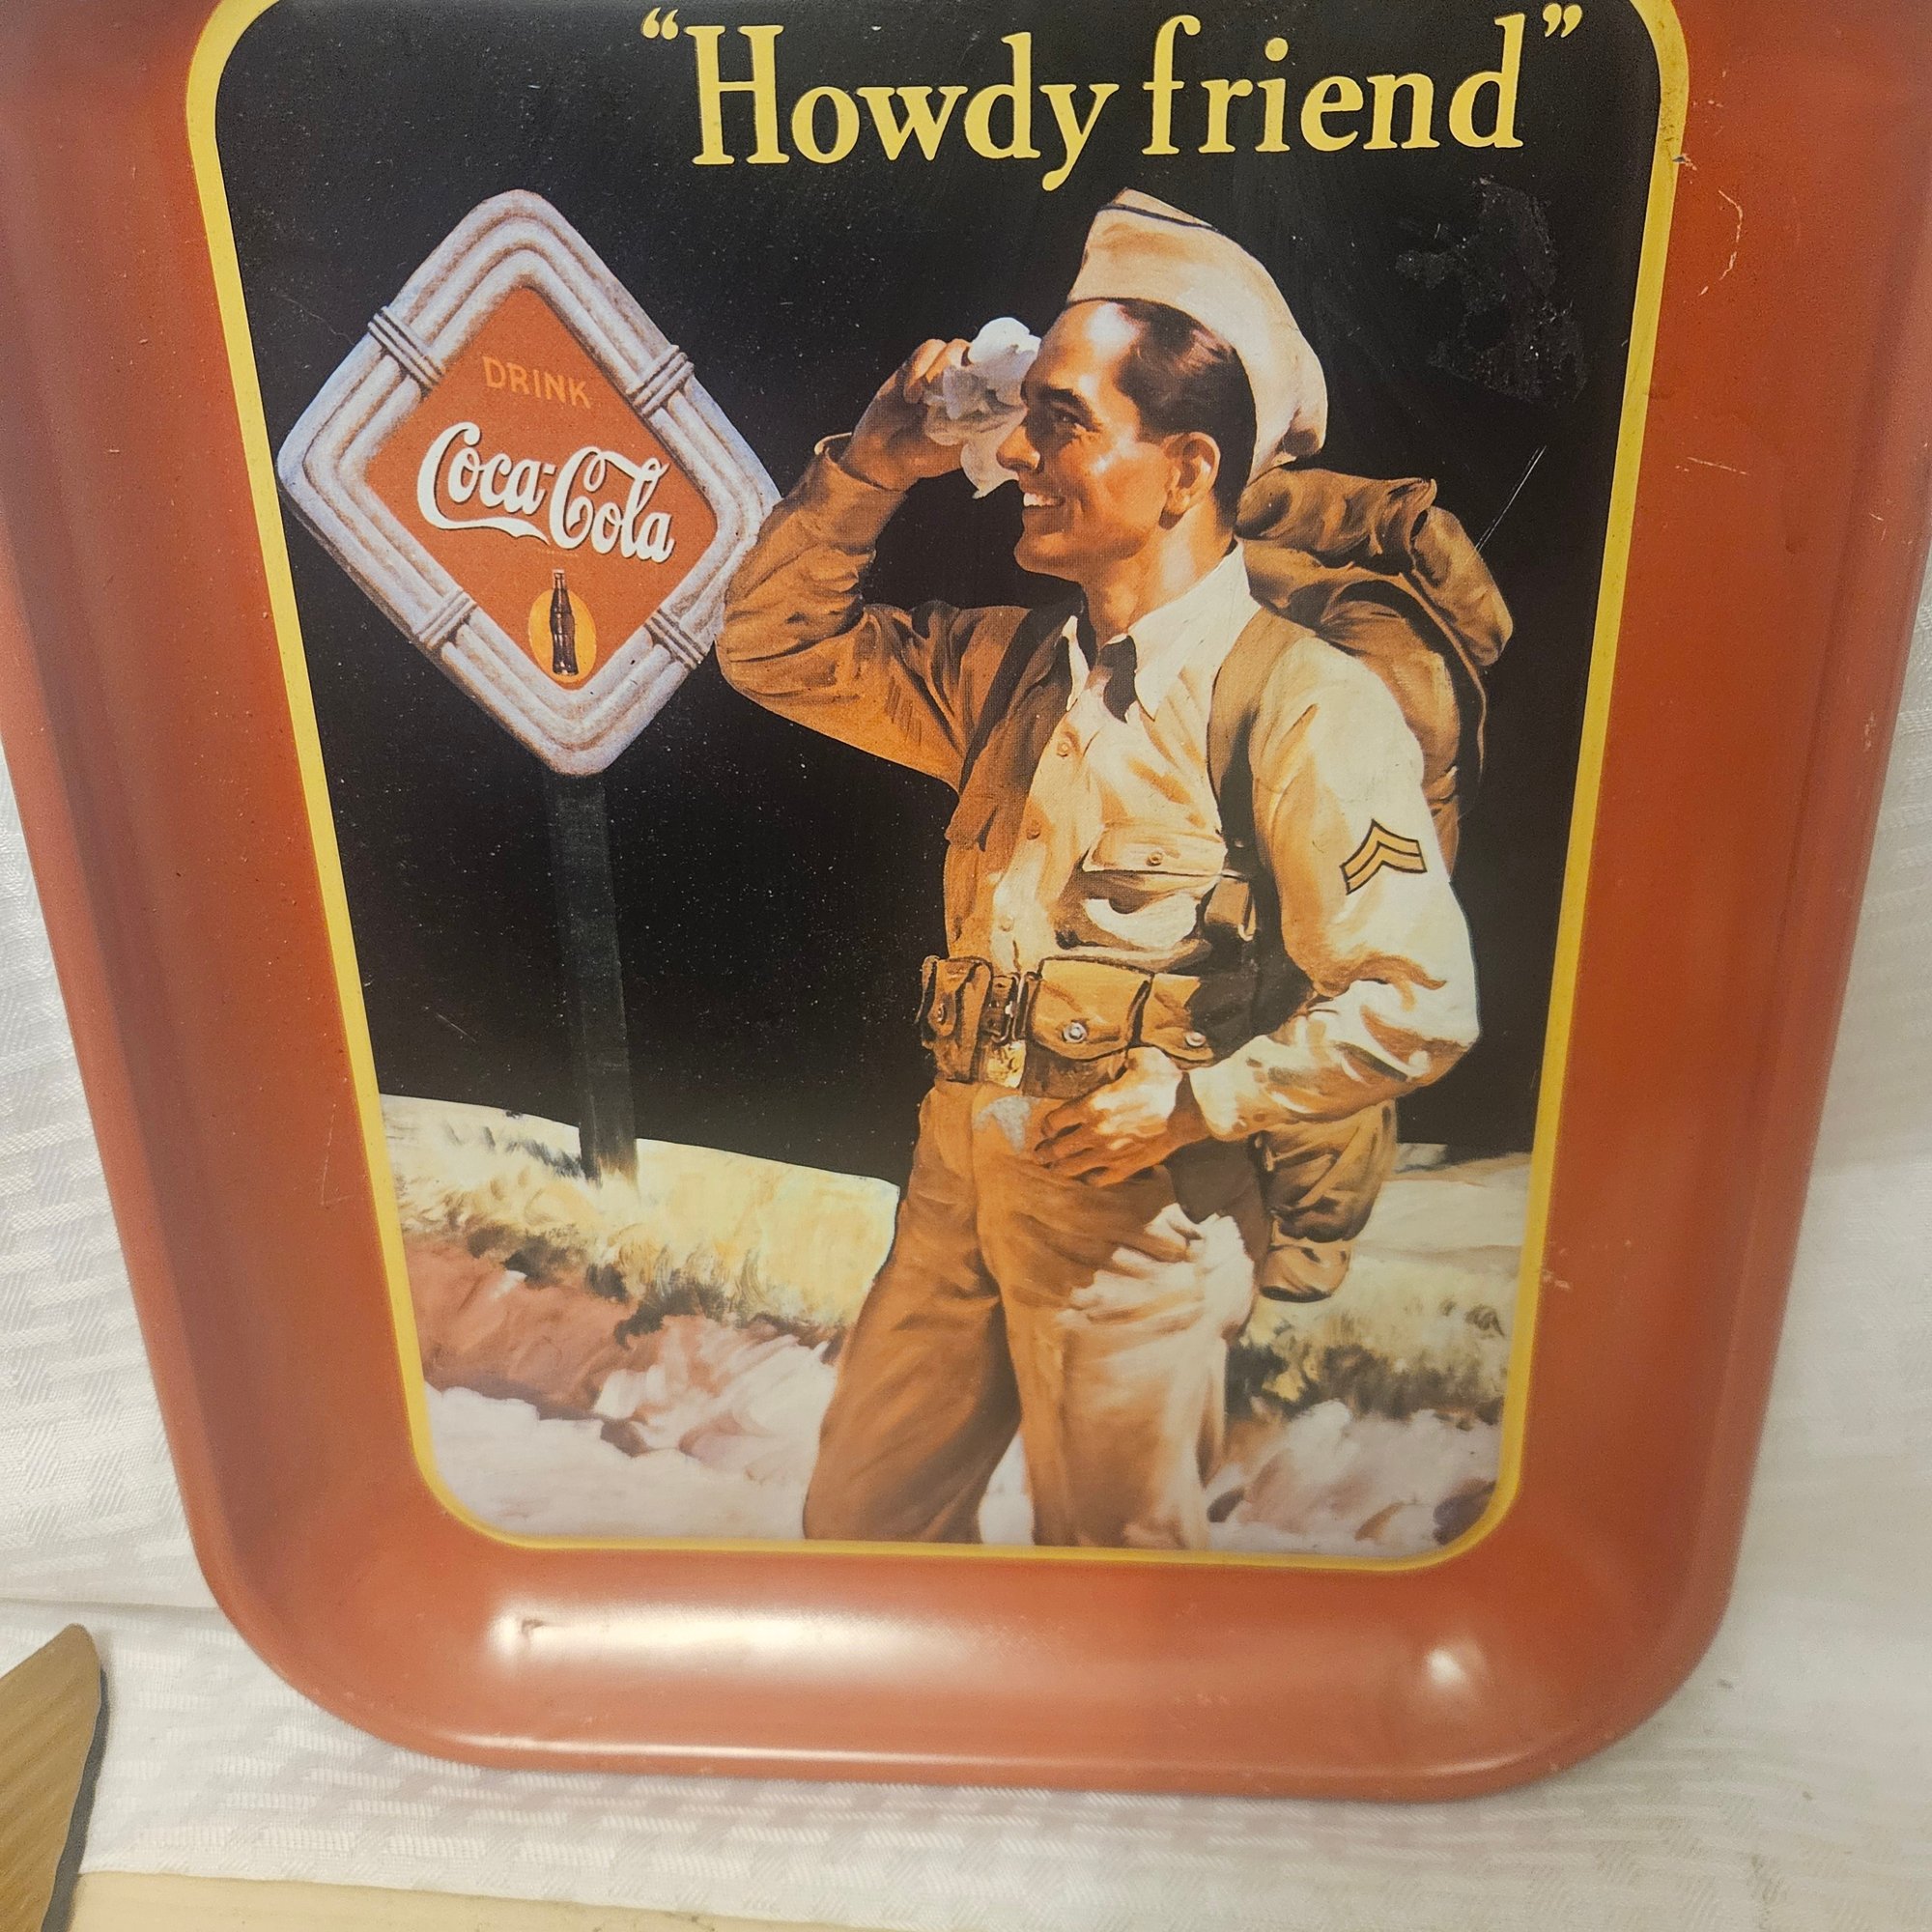 “Howdy friend”
DRINK
Coca-Cola